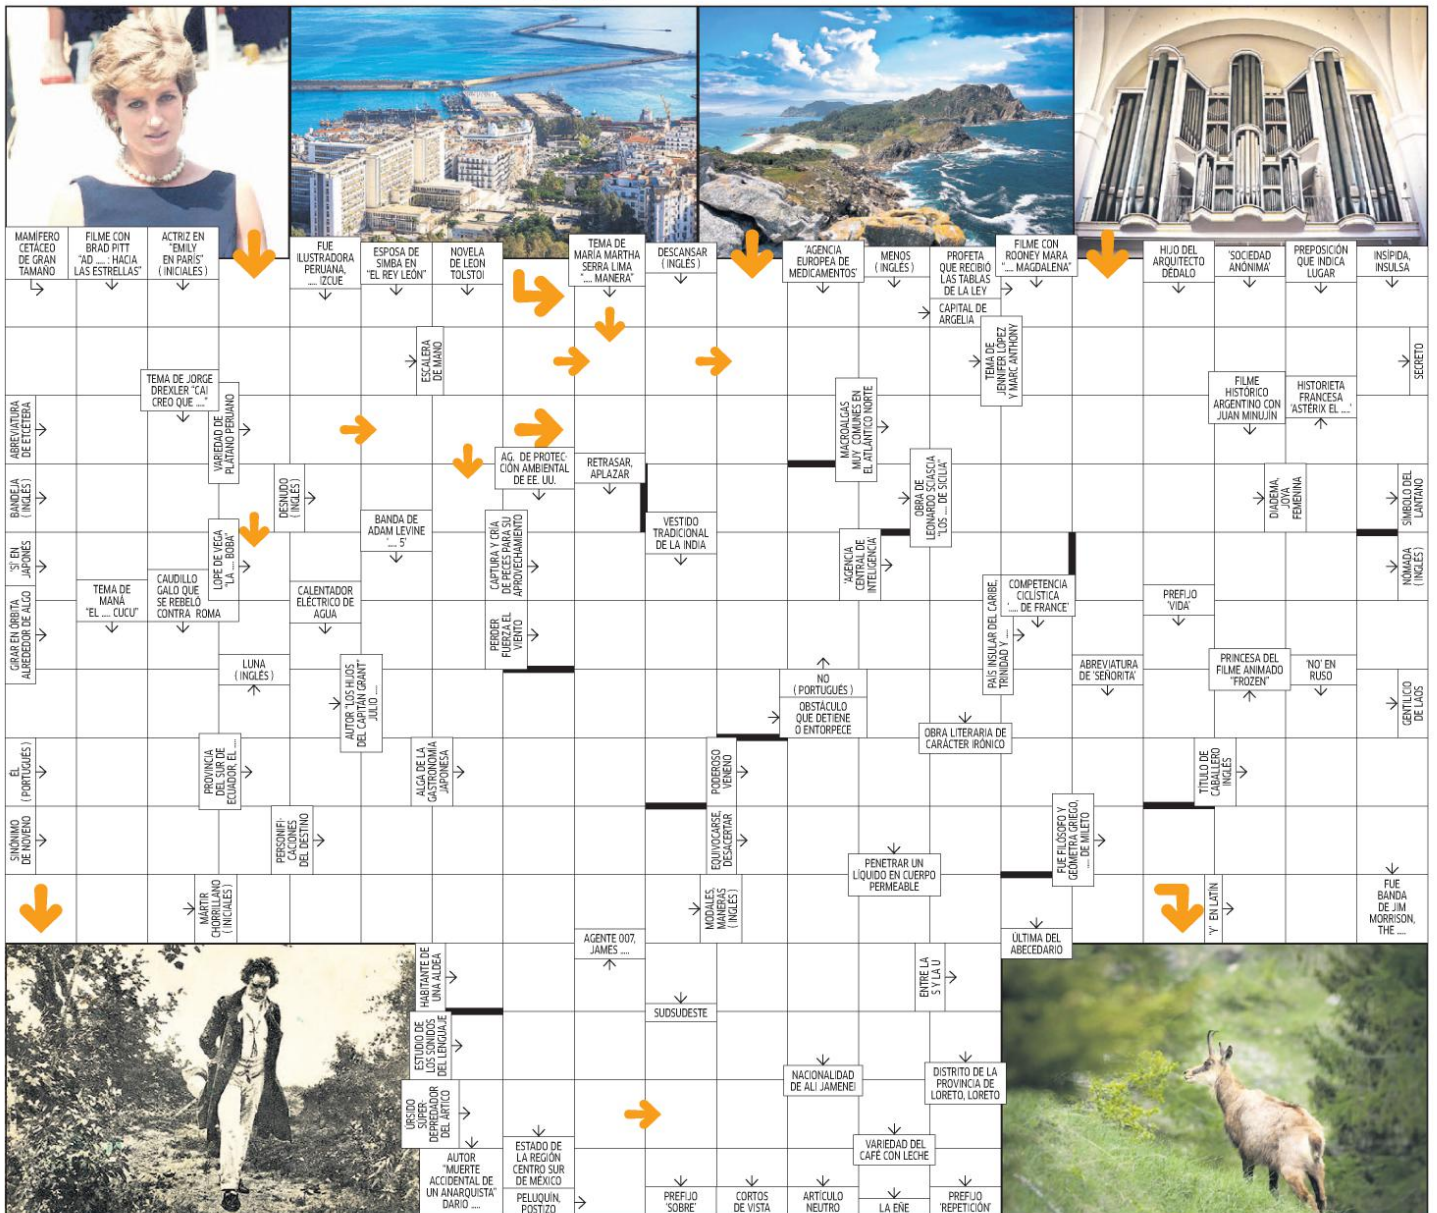 MAMÍFERO
CETÁCEO
DE GRAN
TAMAÑO
FILME CON
BRAD PITT
"AD .... : HACIA
LAS ESTRELLAS"
ACTRIZ EN
"EMILY
EN PARÍS"
(INICIALES)
FUE
ILUSTRADORA
PERUANA,
.... IZCUE
ESPOSA DE
SIMBA EN
"EL REY LEÓN"
NOVELA
DE LEON
TOLSTOI
TEMA DE
MARÍA MARTHA
SERRA LIMA
".... MANERA"
DESCANSAR
(INGLÉS)
'AGENCIA
EUROPEA DE
MEDICAMENTOS'
MENOS
(INGLÉS)
PROFETA
QUE RECIBIÓ
LAS TABLAS
DE LA LEY
CAPITAL DE
ARGELIA
FILME CON
ROONEY MARA
".... MAGDALENA"
HIJO DEL
ARQUITECTO
DÉDALO
'SOCIEDAD
ANÓNIMA'
PREPOSICIÓN
QUE INDICA
LUGAR
INSÍPIDA,
INSULSA
ESCALERA
DE MANO
TEMA DE
JENNIFER LÓPEZ
Y MARC ANTHONY
SECRETO
TEMA DE JORGE
DREXLER "CAI
CREO QUE ...."
FILME
HISTÓRICO
ARGENTINO CON
JUAN MINUJÍN
HISTORIETA
FRANCESA
'ASTÉRIX EL ....'
ABREVIATURA
DE ETCÉTERA
VARIEDAD DE
PLÁTANO PERUANO
MACROALGAS
MUY COMUNES EN
EL ATLÁNTICO NORTE
AG. DE PROTEC-
CIÓN AMBIENTAL
DE EE. UU.
RETRASAR,
APLAZAR
BANDEJA
(INGLÉS)
DESNUDO
(INGLÉS)
OBRA DE
LEONARDO SCIASCIA
"LOS .... DE SICILIA"
DIADEMA,
JOYA
FEMENINA
SÍMBOLO DEL
LANTANO
BANDA DE
ADAM LEVINE
'.... 5'
VESTIDO
TRADICIONAL
DE LA INDIA
'SÍ' EN
JAPONÉS
LOPE DE VEGA
"LA .... BOBA"
CAPTURA Y CRÍA
DE PECES PARA SU
APROVECHAMIENTO
'AGENCIA
CENTRAL DE
INTELIGENCIA'
NÓMADA
(INGLÉS)
TEMA DE
MANÁ
"EL .... CUCU"
CAUDILLO
GALO QUE
SE REBELÓ
CONTRA ROMA
CALENTADOR
ELÉCTRICO DE
AGUA
COMPETENCIA
CICLÍSTICA
'.... DE FRANCE'
PREFIJO
'VIDA'
GIRAR EN ÓRBITA
ALREDEDOR DE ALGO
PERDER
FUERZA EL
VIENTO
PAÍS INSULAR DEL CARIBE,
TRINIDAD Y ....
LUNA
(INGLÉS)
AUTOR "LOS HIJOS
DEL CAPITÁN GRANT"
JULIO ....
NO
(PORTUGUÉS)
OBSTÁCULO
QUE DETIENE
O ENTORPECE
ABREVIATURA
DE 'SEÑORITA'
PRINCESA DEL
FILME ANIMADO
"FROZEN"
'NO' EN
RUSO
GENTILICIO
DE LAOS
OBRA LITERARIA DE
CARÁCTER IRÓNICO
ÉL
(PORTUGUÉS)
PROVINCIA
DEL SUR DE
ECUADOR, EL ....
ALGA DE LA
GASTRONOMÍA
JAPONESA
PODEROSO
VENENO
TÍTULO DE
CABALLERO
INGLÉS
SINÓNIMO
DE NOVENO
PERSONIFI-
CACIONES
DEL DESTINO
EQUIVOCARSE,
DESACERTAR
FUE FILÓSOFO Y
GEÓMETRA GRIEGO,
.... DE MILETO
PENETRAR UN
LÍQUIDO EN CUERPO
PERMEABLE
MÁRTIR
CHORRILLANO
(INICIALES)
MODALES,
MANERAS
(INGLÉS)
'Y' EN LATÍN
FUE
BANDA
DE JIM
MORRISON,
THE ....
AGENTE 007,
JAMES ....
ÚLTIMA DEL
ABECEDARIO
HABITANTE DE
UNA ALDEA
ENTRE LA
S Y LA U
SUDSUDESTE
ESTUDIO DE
LOS SONIDOS
DEL LENGUAJE
NACIONALIDAD
DE ALI JAMENEI
DISTRITO DE LA
PROVINCIA DE
LORETO, LORETO
ÚRSIDO
SÚPER-
DEPREDADOR
DEL ÁRTICO
AUTOR
"MUERTE
ACCIDENTAL DE
UN ANARQUISTA"
DARIO ....
ESTADO DE
LA REGIÓN
CENTRO SUR
DE MÉXICO
PELUQUÍN,
POSTIZO
VARIEDAD DEL
CAFÉ CON LECHE
PREFIJO
'SOBRE'
CORTOS
DE VISTA
ARTÍCULO
NEUTRO
LA EÑE
PREFIJO
'REPETICIÓN'